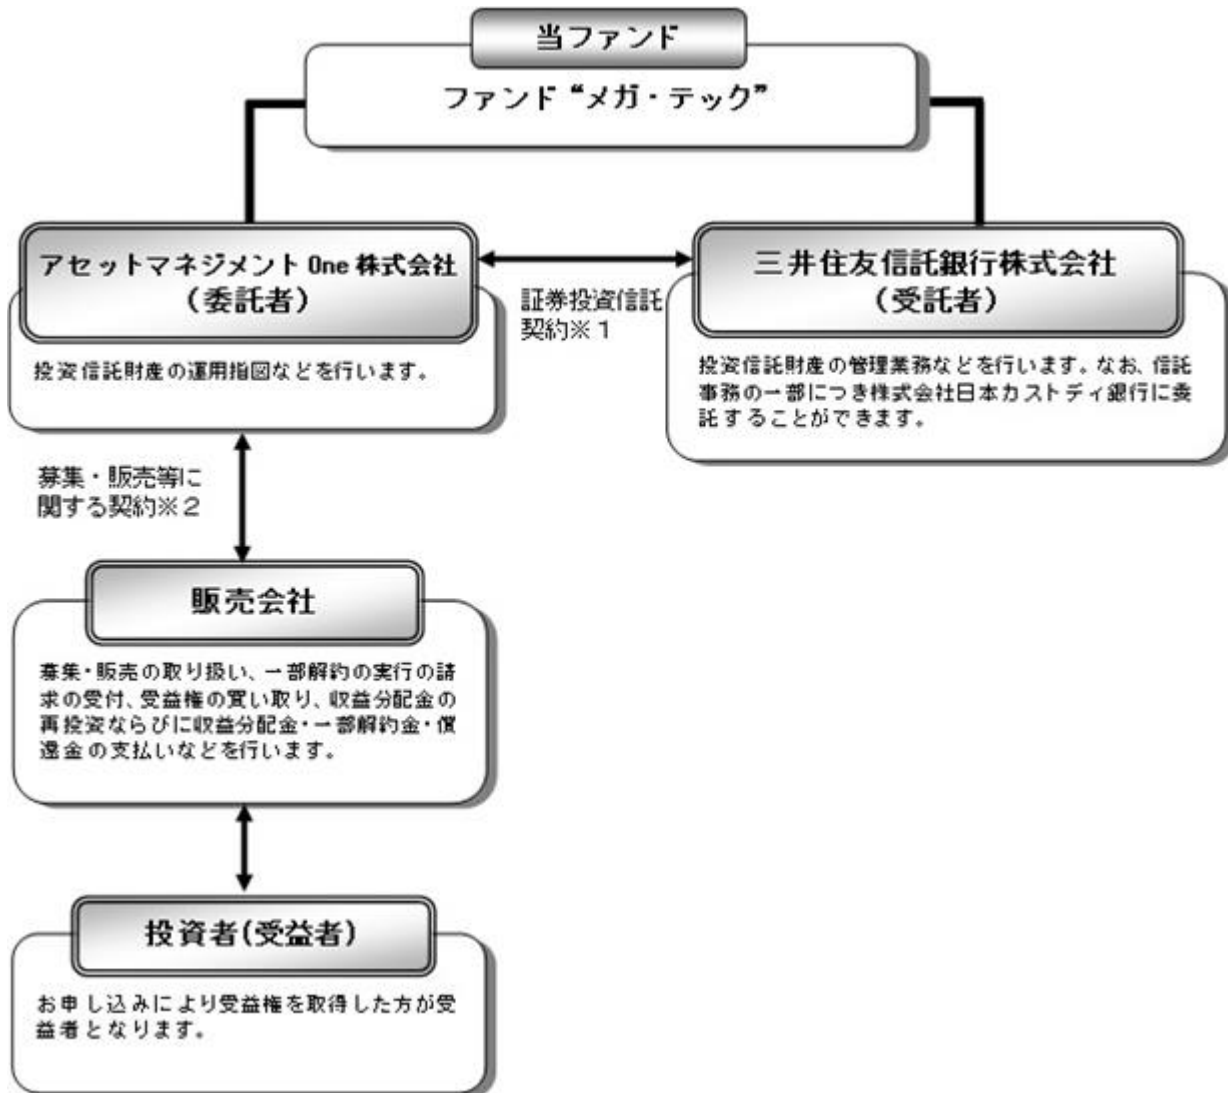 当ファンド
ファンド“メガ・テック”
アセットマネジメント One 株式会社
（委託者）
投資信託財産の運用指図などを行います。
証券投資信託
契約※１
三井住友信託銀行株式会社
（受託者）
投資信託財産の管理業務などを行います。なお、信託
事務の一部につき株式会社日本カストディ銀行に委
託することができます。
募集・販売等に
関する契約※２
販売会社
募集・販売の取り扱い、一部解約の実行の請
求の受付、受益権の買い取り、収益分配金の
再投資ならびに収益分配金・一部解約金・償
還金の支払いなどを行います。
投資者(受益者)
お申し込みにより受益権を取得した方が受
益者となります。